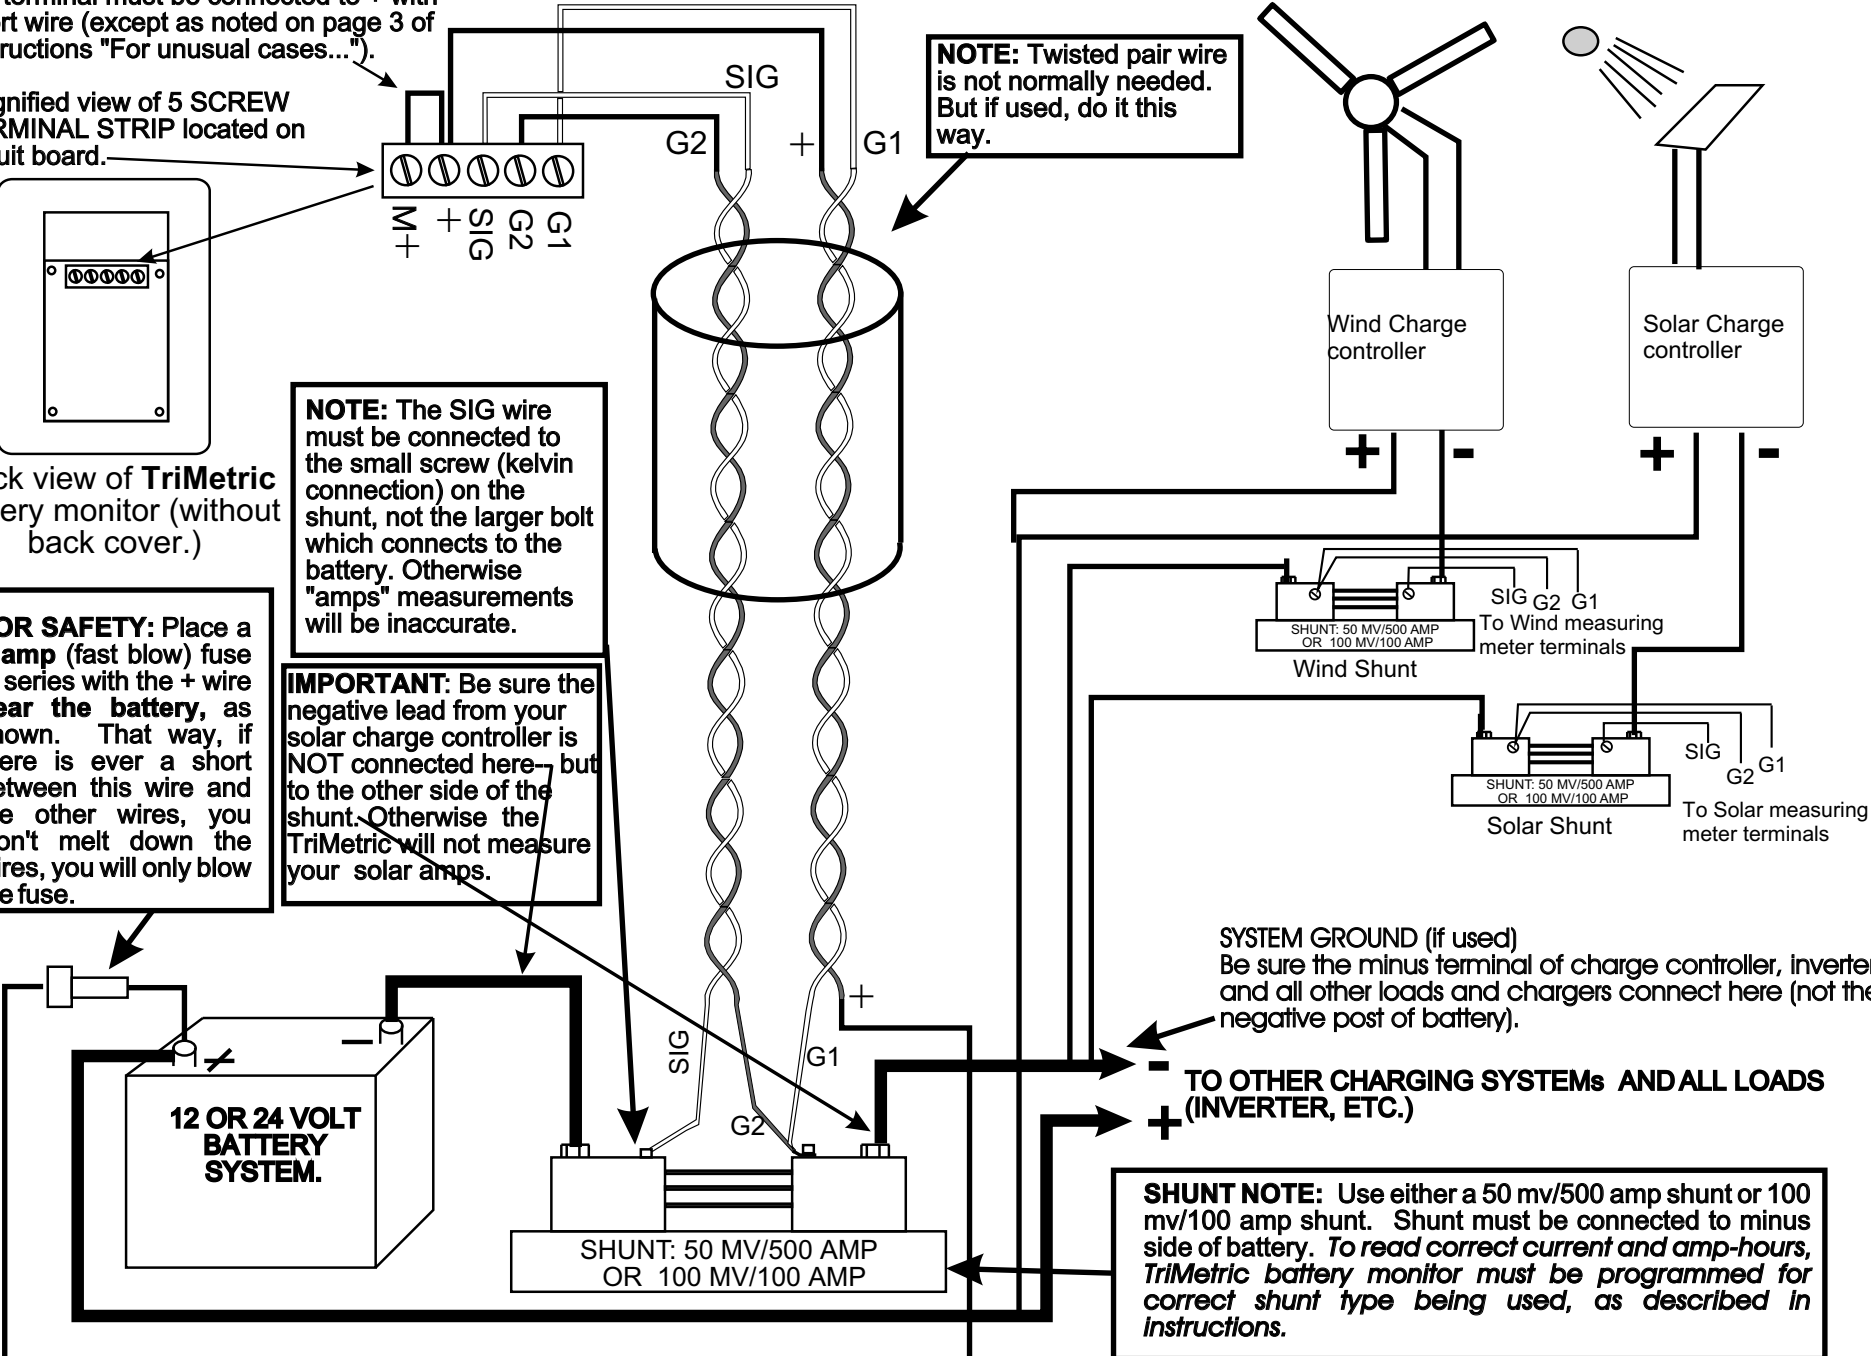 terminal must be connected to + with
rt wire (except as noted on page 3 of
ructions "For unusual cases...").
gnified view of 5 SCREW
RMINAL STRIP located on
uit board.
M+
+
SIG
G2
G1
SIG
G2
+
G1
NOTE: Twisted pair wire
is not normally needed.
But if used, do it this
way.
ck view of TriMetric
ery monitor (without
back cover.)
NOTE: The SIG wire
must be connected to
the small screw (kelvin
connection) on the
shunt, not the larger bolt
which connects to the
battery. Otherwise
"amps" measurements
will be inaccurate.
Wind Charge
controller
+ -
Solar Charge
controller
+ -
SIG G2 G1
To Wind measuring
meter terminals
SHUNT: 50 MV/500 AMP
OR 100 MV/100 AMP
Wind Shunt
SIG
G2
G1
SHUNT: 50 MV/500 AMP
OR 100 MV/100 AMP
Solar Shunt
To Solar measuring
meter terminals
OR SAFETY: Place a
amp (fast blow) fuse
series with the + wire
ear the battery, as
hown. That way, if
ere is ever a short
etween this wire and
e other wires, you
on't melt down the
ires, you will only blow
e fuse.
IMPORTANT: Be sure the
negative lead from your
solar charge controller is
NOT connected here-- but
to the other side of the
shunt. Otherwise the
TriMetric will not measure
your solar amps.
SYSTEM GROUND (if used)
Be sure the minus terminal of charge controller, inverter
and all other loads and chargers connect here (not the
negative post of battery).
-
TO OTHER CHARGING SYSTEMs AND ALL LOADS
(INVERTER, ETC.)
+
+
SIG
G1
G2
+
-
12 OR 24 VOLT
BATTERY
SYSTEM.
SHUNT: 50 MV/500 AMP
OR 100 MV/100 AMP
SHUNT NOTE: Use either a 50 mv/500 amp shunt or 100
mv/100 amp shunt. Shunt must be connected to minus
side of battery. To read correct current and amp-hours,
TriMetric battery monitor must be programmed for
correct shunt type being used, as described in
instructions.